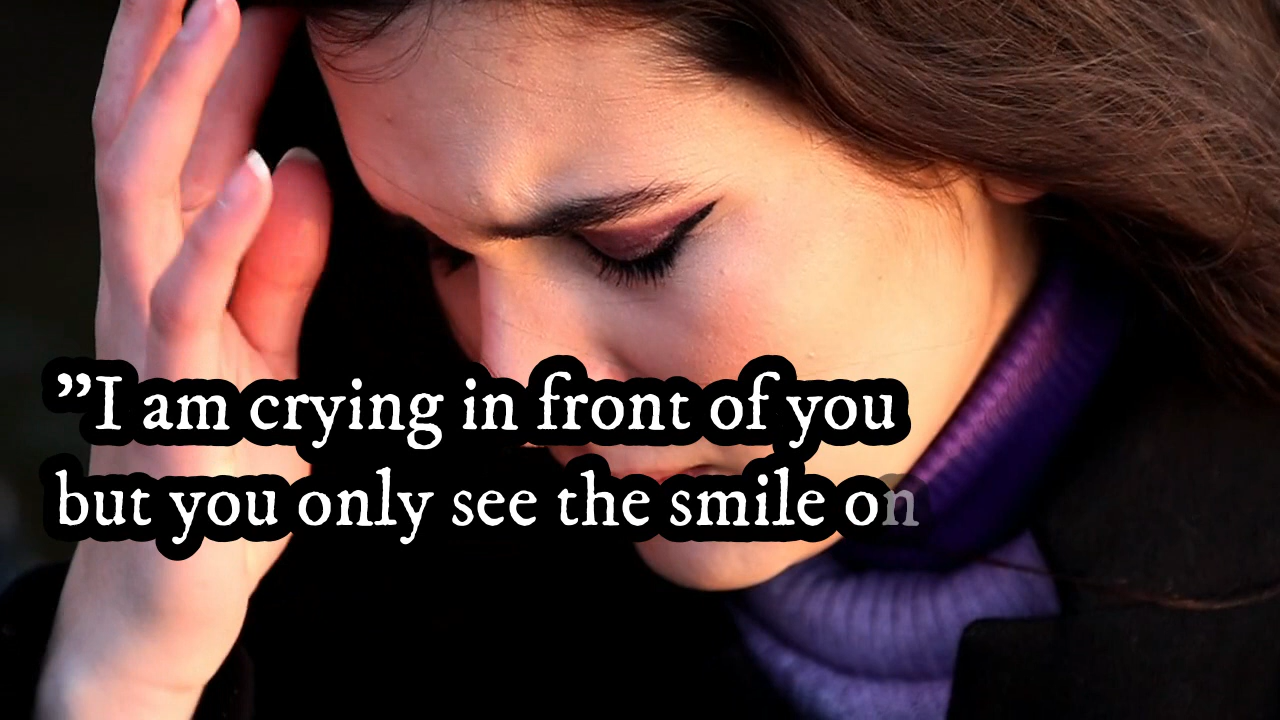 ”I am crying in front of you
but you only see the smile on